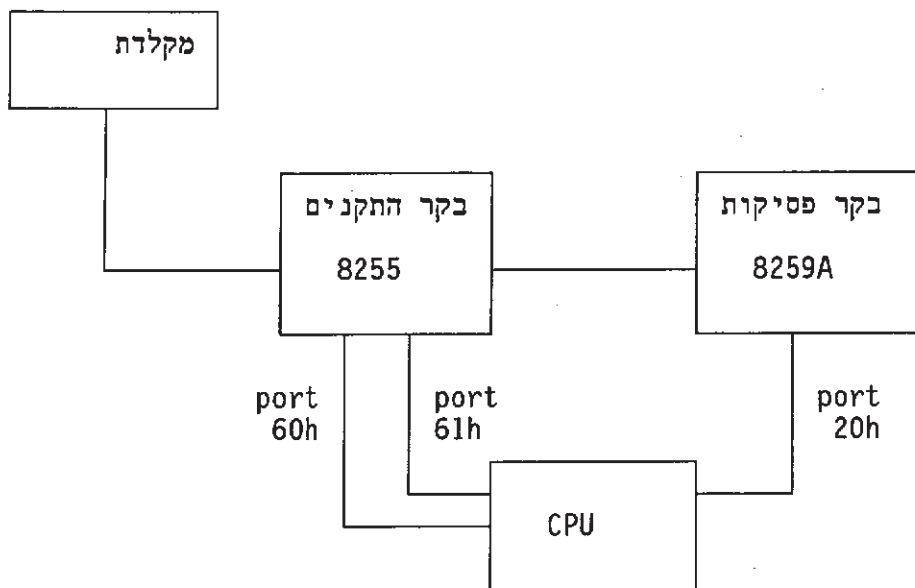 מקלדת
בקר התקנים
8255
בקר פסיקות
8259A
port
60h
port
61h
port
20h
CPU